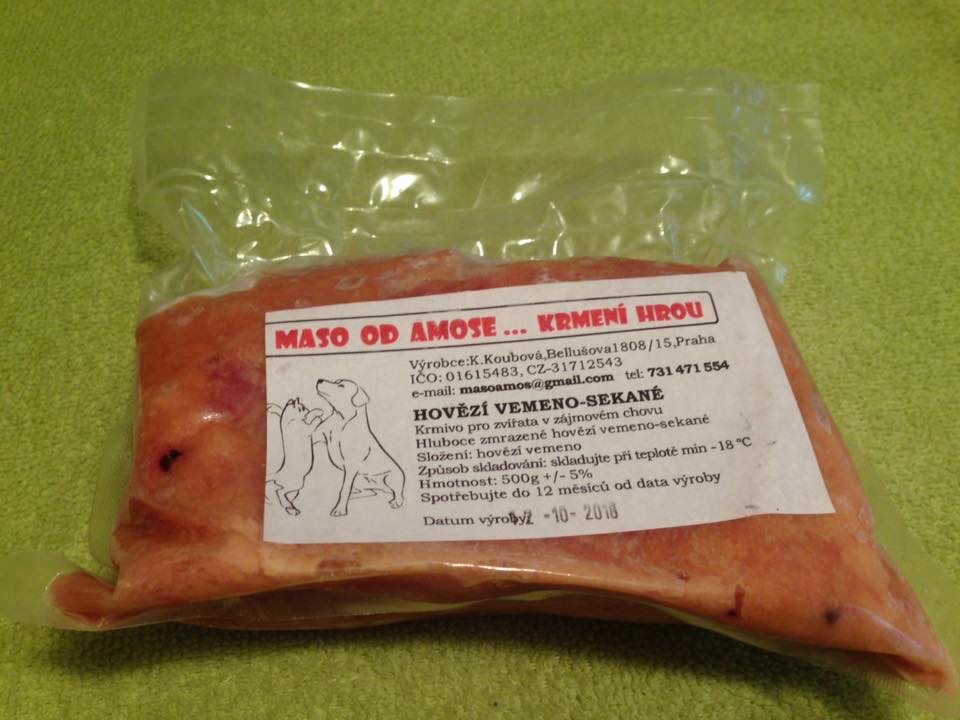 MASO OD AMOSE... KRMENÍ HROU
Výrobce:K.Koubová,Bellušova1808/15,Praha
IČO: 01615483, CZ-31712543
e-mail: masoamos@gmail.com tel: 731 471 554
HOVĚZÍ VEMENO-SEKANÉ
Krmivo pro zvířata v zájmovém chovu
Hluboce zmrazené hovězí vemeno-sekané
Složení: hovězí vemeno
Způsob skladování: skladujte při teplotě min -18 °C
Hmotnost: 500g +/- 5%
Spotřebujte do 12 měsíců od data výroby
Datum výroby: -10-